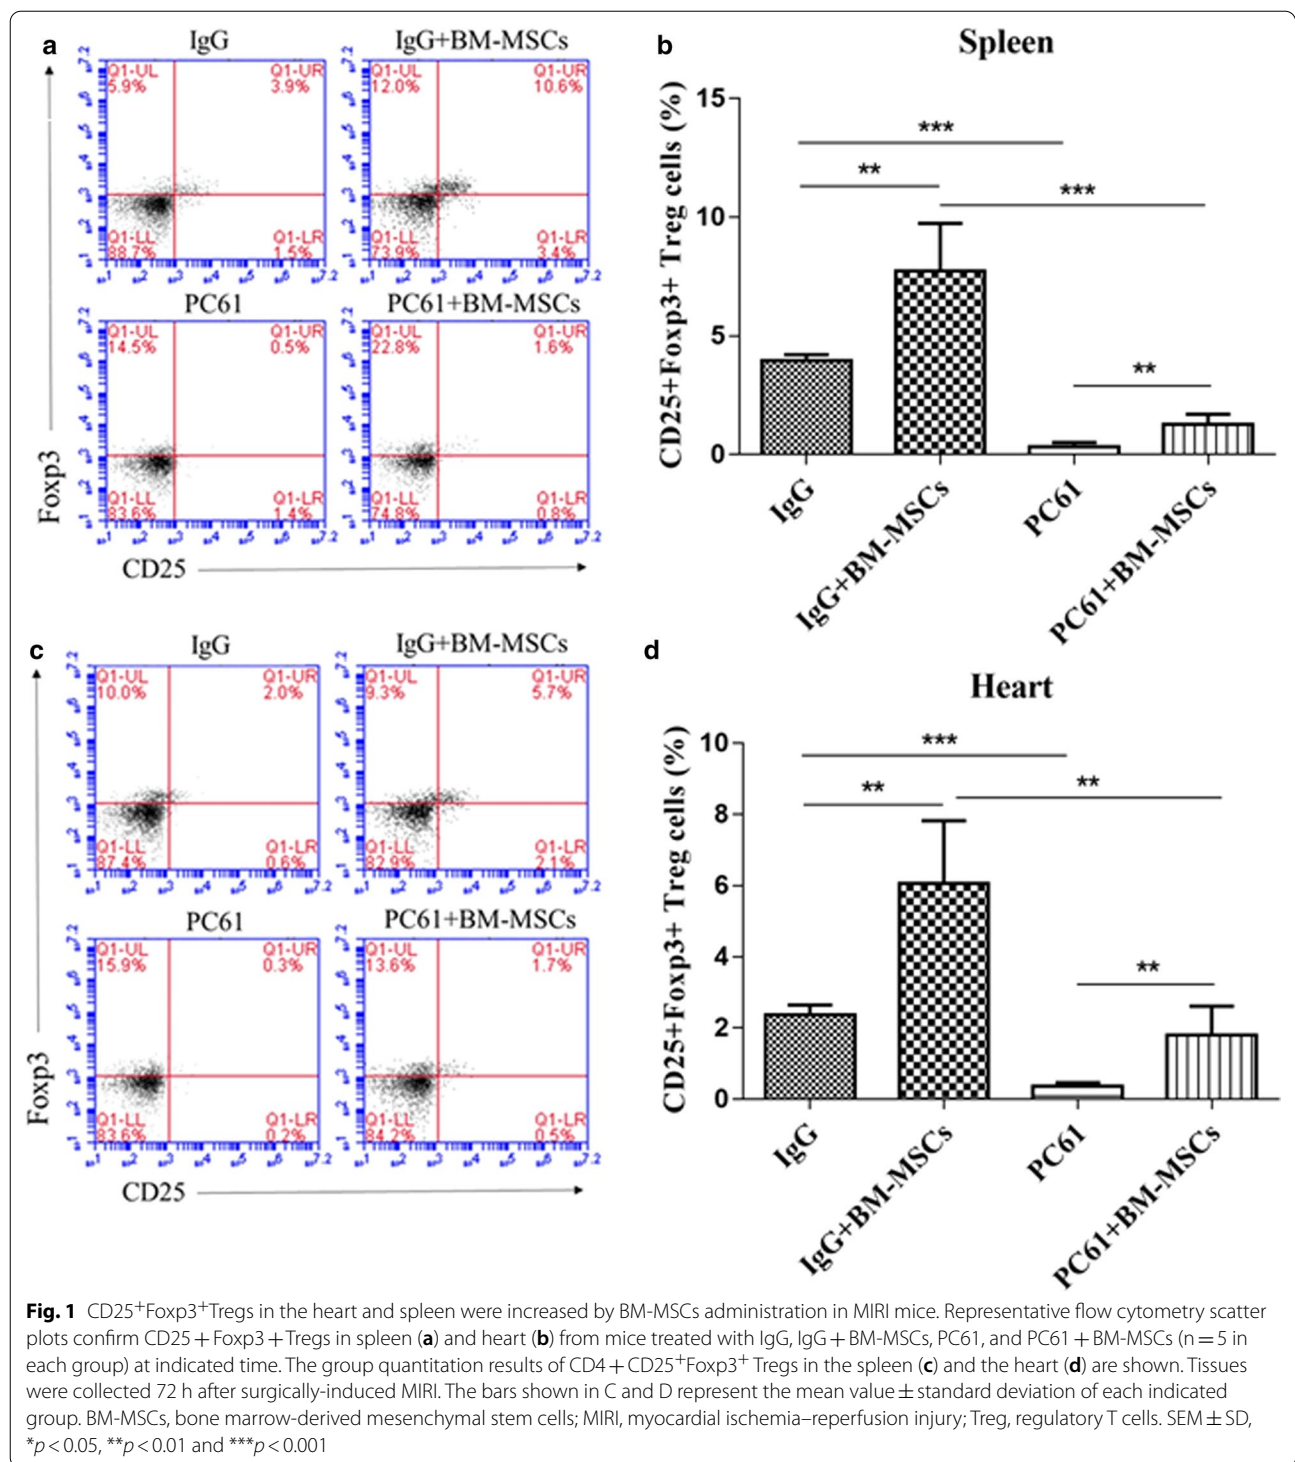 a
IgG
IgG+BM-MSCs
Q1-UL
5.9%
Q1-UR
3.9%
Q1-LL
88.7%
Q1-LR
1.5%
Q1-UL
12.0%
Q1-UR
10.6%
Q1-LL
73.9%
Q1-LR
3.4%
PC61
PC61+BM-MSCs
Q1-UL
14.5%
Q1-UR
0.5%
Q1-LL
83.6%
Q1-LR
1.4%
Q1-UL
22.8%
Q1-UR
1.6%
Q1-LL
74.8%
Q1-LR
0.8%
Foxp3
CD25
b
Spleen
CD25+Foxp3+ Treg cells (%)
15
10
5
0
***
**
***
**
IgG
IgG+BM-MSCs
PC61
PC61+BM-MSCs
c
IgG
IgG+BM-MSCs
Q1-UL
10.0%
Q1-UR
2.0%
Q1-LL
87.4%
Q1-LR
0.6%
Q1-UL
9.3%
Q1-UR
5.7%
Q1-LL
82.9%
Q1-LR
2.1%
PC61
PC61+BM-MSCs
Q1-UL
15.9%
Q1-UR
0.3%
Q1-LL
83.6%
Q1-LR
0.2%
Q1-UL
13.6%
Q1-UR
1.7%
Q1-LL
84.2%
Q1-LR
0.5%
Foxp3
CD25
d
Heart
CD25+Foxp3+ Treg cells (%)
10
8
6
4
2
0
***
**
**
**
IgG
IgG+BM-MSCs
PC61
PC61+BM-MSCs
Fig. 1 CD25+Foxp3+Tregs in the heart and spleen were increased by BM-MSCs administration in MIRI mice. Representative flow cytometry scatter
plots confirm CD25 + Foxp3 + Tregs in spleen (a) and heart (b) from mice treated with IgG, IgG + BM-MSCs, PC61, and PC61 + BM-MSCs (n = 5 in
each group) at indicated time. The group quantitation results of CD4 + CD25+Foxp3+ Tregs in the spleen (c) and the heart (d) are shown. Tissues
were collected 72 h after surgically-induced MIRI. The bars shown in C and D represent the mean value ± standard deviation of each indicated
group. BM-MSCs, bone marrow-derived mesenchymal stem cells; MIRI, myocardial ischemia–reperfusion injury; Treg, regulatory T cells. SEM ± SD,
*p < 0.05, **p < 0.01 and ***p < 0.001